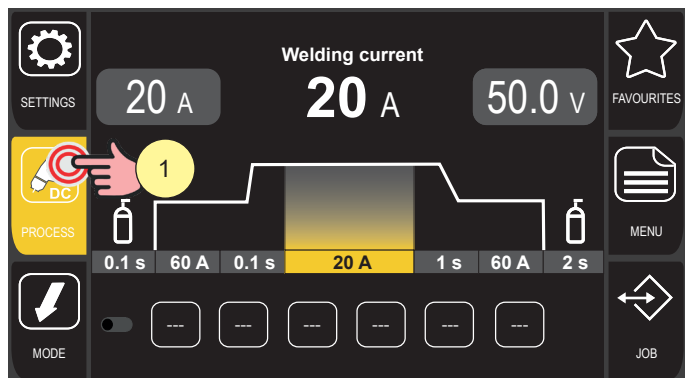 SETTINGS
Welding current
FAVOURITES
20 A
20 A
50.0 V
DC
1
PROCESS
MENU
0.1 s 60 A 0.1 s 20 A 1 s 60 A 2 s
--- --- --- --- --- ---
MODE
JOB